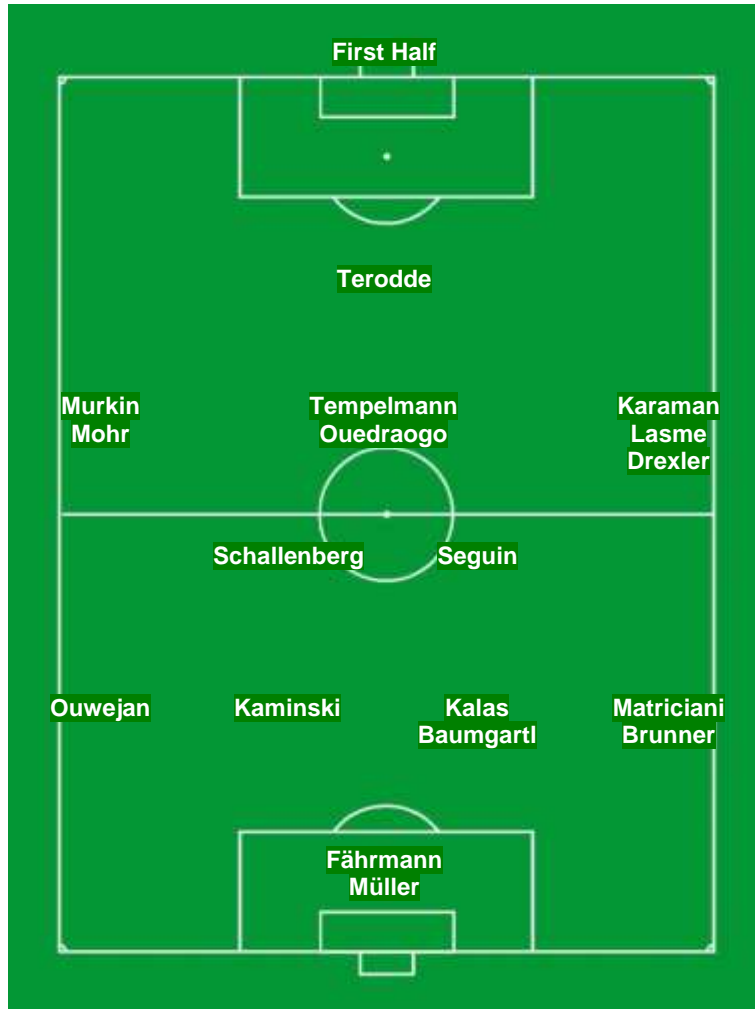 First Half
Terodde
Murkin
Mohr
Tempelmann
Ouedraogo
Karaman
Lasme
Drexler
Schallenberg
Seguin
Ouwejan
Kaminski
Kalas
Baumgartl
Matriciani
Brunner
Fährmann
Müller